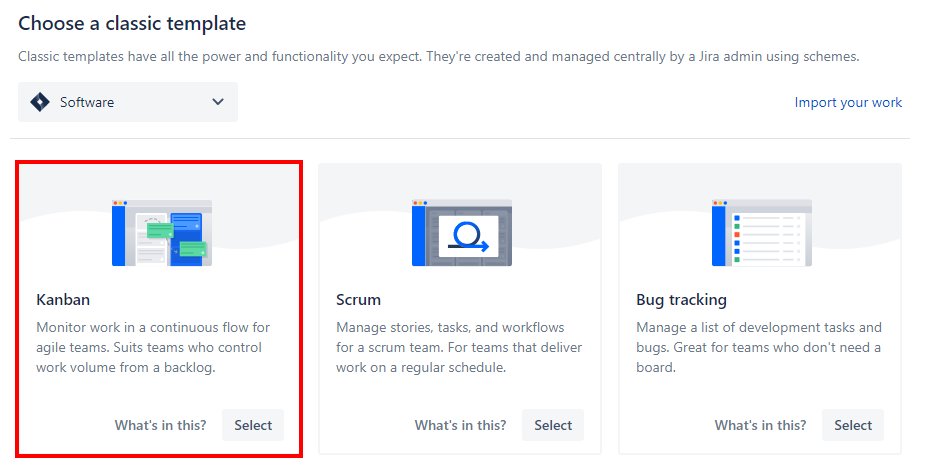 Choose a classic template
Classic templates have all the power and functionality you expect. They're created and managed centrally by a Jira admin using schemes.
Software
Import your work
Kanban
Monitor work in a continuous flow for
agile teams. Suits teams who control
work volume from a backlog.
What's in this?
Select
Scrum
Manage stories, tasks, and workflows
for a scrum team. For teams that deliver
work on a regular schedule.
What's in this?
Select
Bug tracking
Manage a list of development tasks and
bugs. Great for teams who don't need a
board.
What's in this?
Select